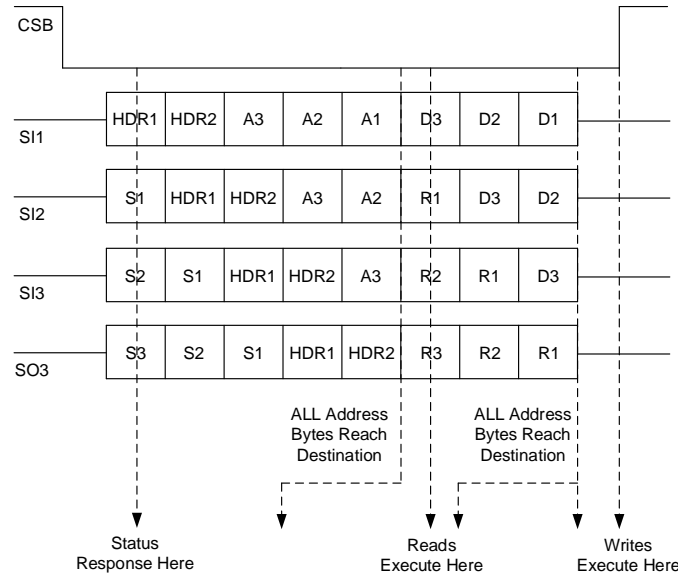 CSB
HDR1 HDR2 A3 A2 A1 D3 D2 D1
SI1
S1 HDR1 HDR2 A3 A2 R1 D3 D2
SI2
S2 S1 HDR1 HDR2 A3 R2 R1 D3
SI3
S3 S2 S1 HDR1 HDR2 R3 R2 R1
SO3
ALL Address
Bytes Reach
Destination
ALL Address
Bytes Reach
Destination
Status
Response Here
Reads
Execute Here
Writes
Execute Here